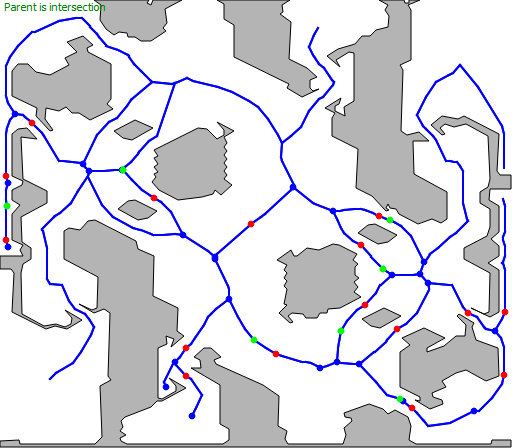 Parent is intersection